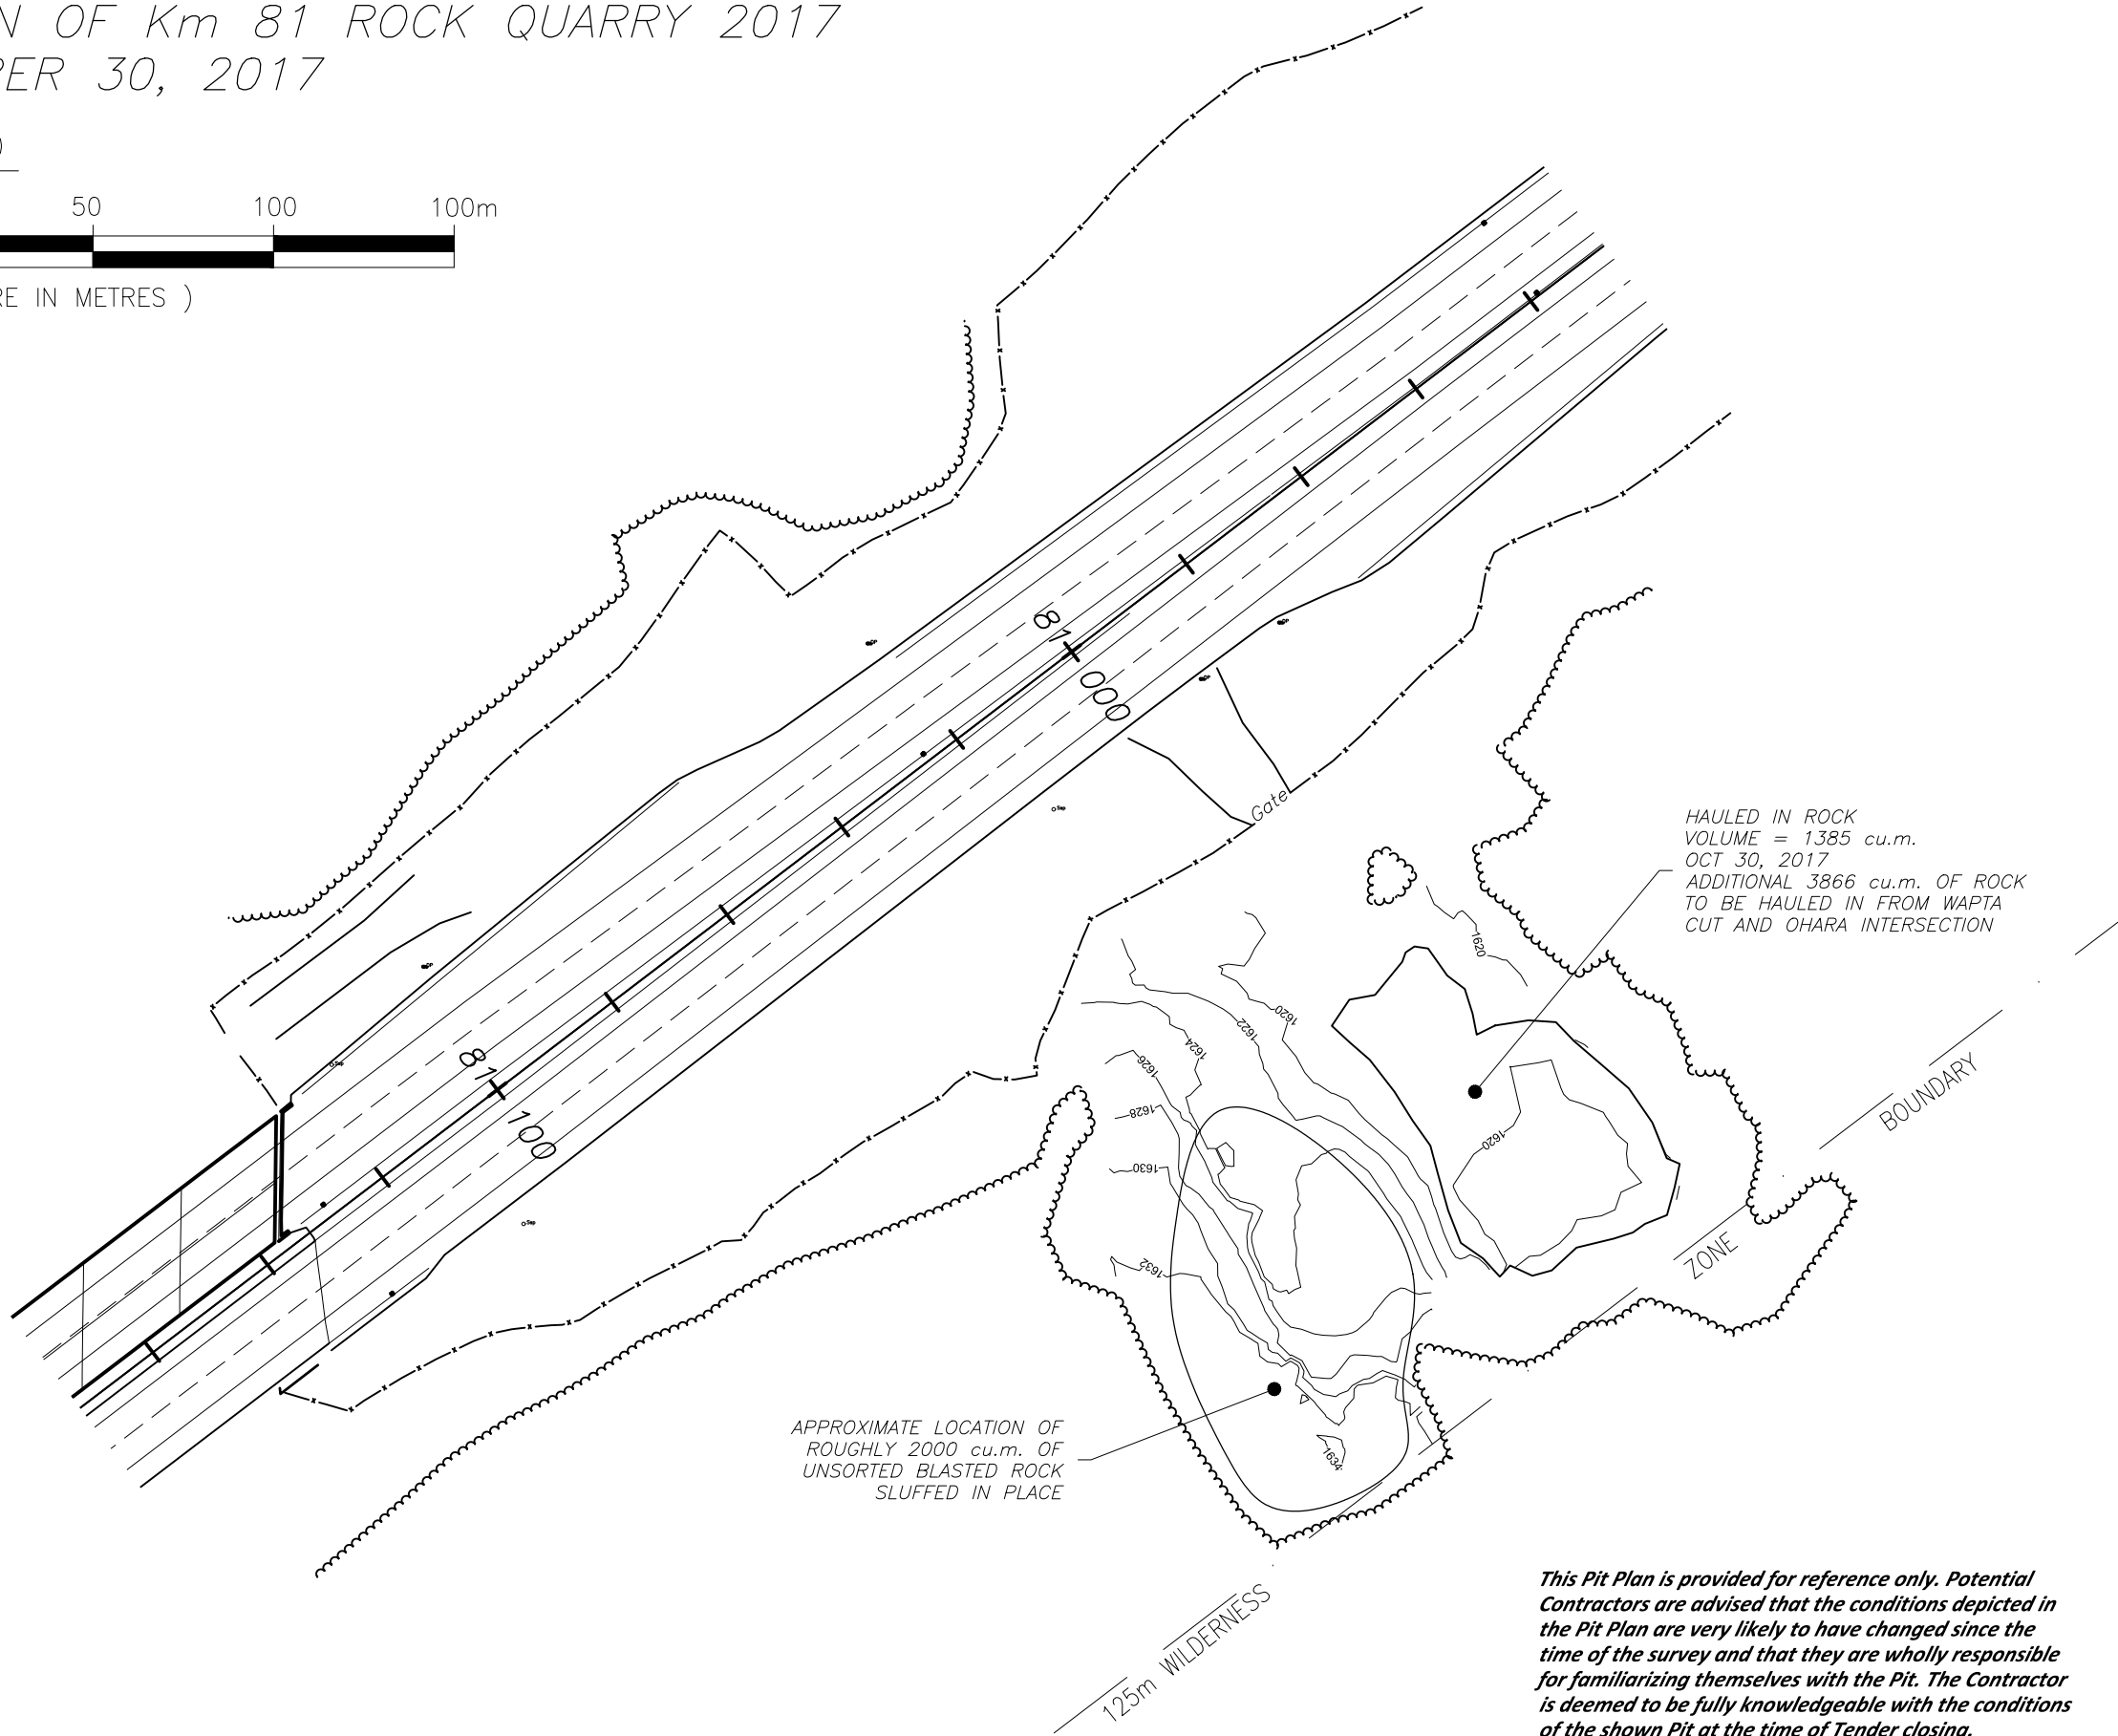 N OF Km 81 ROCK QUARRY 2017
BER 30, 2017
)
50 100 100m
RE IN METRES )
81 000
Gate
HAULED IN ROCK
VOLUME = 1385 cu.m.
OCT 30, 2017
ADDITIONAL 3866 cu.m. OF ROCK
TO BE HAULED IN FROM WAPTA
CUT AND OHARA INTERSECTION
1620
1620
1622
1624
1626
1628
1630
1632
1634
1620
81 100
BOUNDARY
ZONE
125m WILDERNESS
APPROXIMATE LOCATION OF
ROUGHLY 2000 cu.m. OF
UNSORTED BLASTED ROCK
SLUFFED IN PLACE
This Pit Plan is provided for reference only. Potential
Contractors are advised that the conditions depicted in
the Pit Plan are very likely to have changed since the
time of the survey and that they are wholly responsible
for familiarizing themselves with the Pit. The Contractor
is deemed to be fully knowledgeable with the conditions
of the shown Pit at the time of Tender closing.